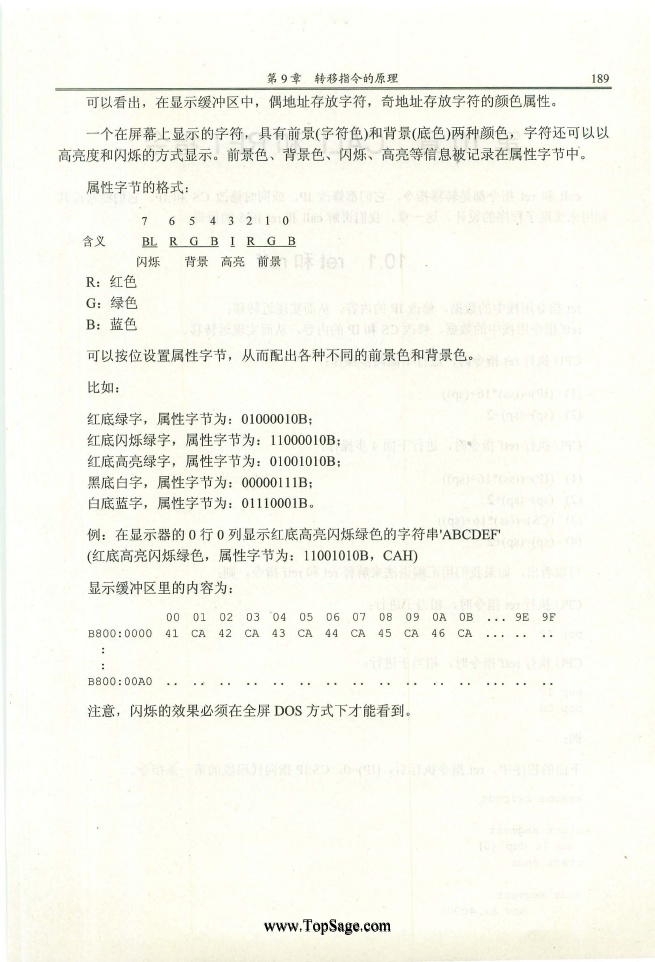 第9章 转移指令的原理 189
可以看出，在显示缓冲区中，偶地址存放字符，奇地址存放字符的颜色属性。
一个在屏幕上显示的字符，具有前景(字符色)和背景(底色)两种颜色，字符还可以以
高亮度和闪烁的方式显示。前景色、背景色、闪烁、高亮等信息被记录在属性字节中。
属性字节的格式：
7 6 5 4 3 2 1 0
含义 BL R G B I R G B
闪烁 背景 高亮 前景
R：红色
G：绿色
B：蓝色
可以按位设置属性字节，从而配出各种不同的前景色和背景色。
比如：
红底绿字，属性字节为：01000010B；
红底闪烁绿字，属性字节为：11000010B；
红底高亮绿字，属性字节为：01001010B；
黑底白字，属性字节为：00000111B；
白底蓝字，属性字节为：01110001B。
例：在显示器的0行0列显示红底高亮闪烁绿色的字符串'ABCDEF'
(红底高亮闪烁绿色，属性字节为：11001010B，CAH)
显示缓冲区里的内容为：
00 01 02 03 04 05 06 07 08 09 0A 0B ... 9E 9F
B800:0000 41 CA 42 CA 43 CA 44 CA 45 CA 46 CA ... .. ..
:
:
B800:00A0 .. .. .. .. .. .. .. .. .. .. .. .. ... .. ..
注意，闪烁的效果必须在全屏DOS方式下才能看到。
www.TopSage.com